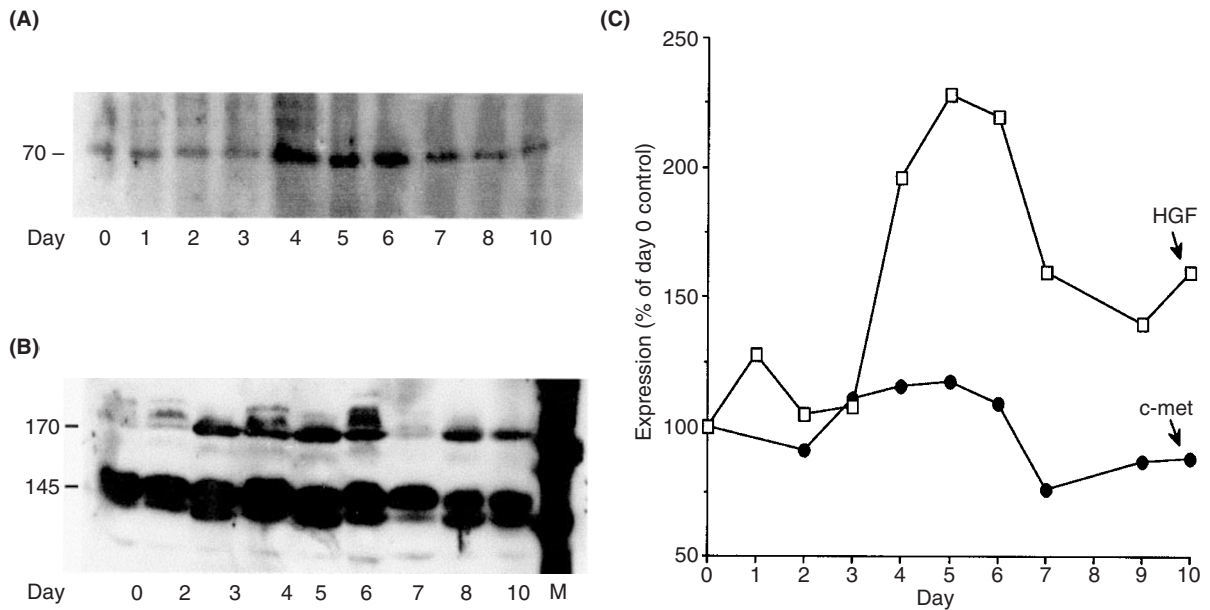 (A)
70 –
Day 0 1 2 3 4 5 6 7 8 10
(B)
170 –
145 –
Day 0 2 3 4 5 6 7 8 10 M
(C)
Expression (% of day 0 control)
250
200
150
100
50
HGF
c-met
0 1 2 3 4 5 6 7 9 10
Day